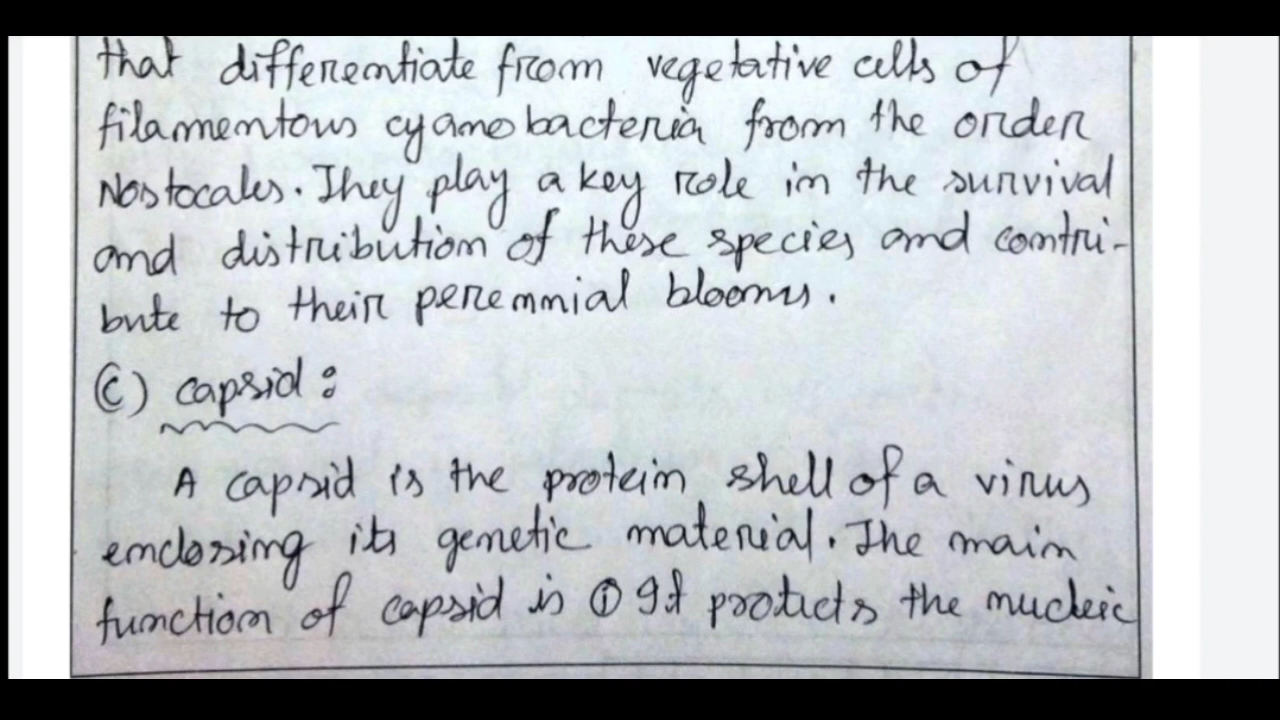 that differentiate from vegetative cells of
filamentous cyanobacteria from the order
Nostocales. They play a key role in the survival
and distribution of these species and contri-
bute to their perennial blooms.
(C) capsid:
A capsid is the protein shell of a virus
enclosing its genetic material. The main
function of capsid is ① It protects the nucleic